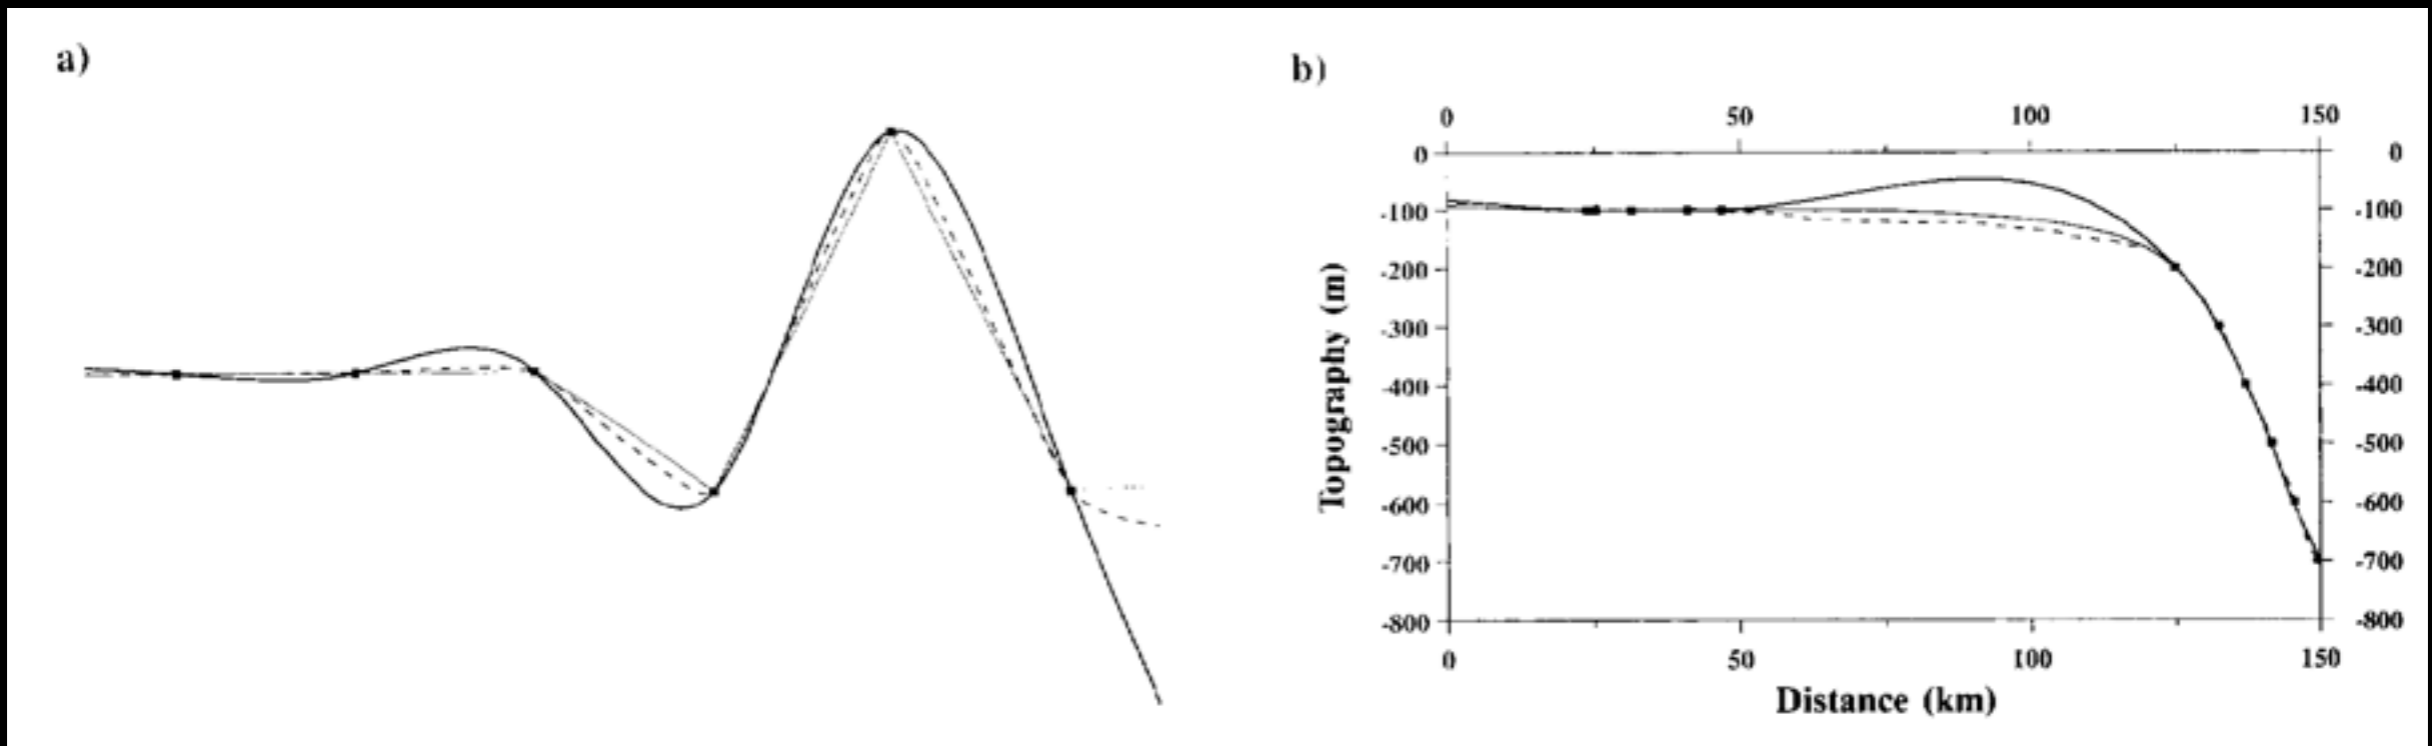 a)
b)
0 50 100 150
0 0
-100 -100
-200 -200
-300 -300
-400 -400
-500 -500
-600 -600
-700 -700
-800 -800
0 50 100 150
Topography (m)
Distance (km)